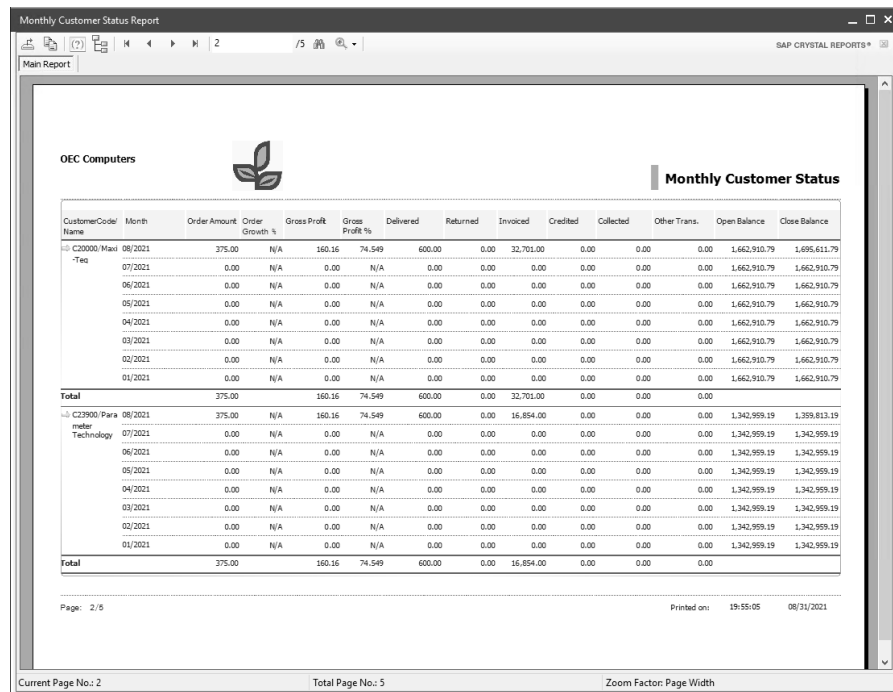 Monthly Customer Status Report
2 /5 SAP CRYSTAL REPORTS®
Main Report
OEC Computers
Monthly Customer Status
CustomerCode/ Month Order Amount Order Gross Profit Gross Delivered Returned Invoiced Credited Collected Other Trans. Open Balance Close Balance
Name Growth % Profit %
C20000/Maxi 08/2021 375.00 N/A 160.16 74.549 600.00 0.00 32,701.00 0.00 0.00 0.00 1,662,910.79 1,695,611.79
-Teq 07/2021 0.00 N/A 0.00 N/A 0.00 0.00 0.00 0.00 0.00 0.00 1,662,910.79 1,662,910.79
06/2021 0.00 N/A 0.00 N/A 0.00 0.00 0.00 0.00 0.00 0.00 1,662,910.79 1,662,910.79
05/2021 0.00 N/A 0.00 N/A 0.00 0.00 0.00 0.00 0.00 0.00 1,662,910.79 1,662,910.79
04/2021 0.00 N/A 0.00 N/A 0.00 0.00 0.00 0.00 0.00 0.00 1,662,910.79 1,662,910.79
03/2021 0.00 N/A 0.00 N/A 0.00 0.00 0.00 0.00 0.00 0.00 1,662,910.79 1,662,910.79
02/2021 0.00 N/A 0.00 N/A 0.00 0.00 0.00 0.00 0.00 0.00 1,662,910.79 1,662,910.79
01/2021 0.00 N/A 0.00 N/A 0.00 0.00 0.00 0.00 0.00 0.00 1,662,910.79 1,662,910.79
Total 375.00 160.16 74.549 600.00 0.00 32,701.00 0.00 0.00 0.00
C23900/Para 08/2021 375.00 N/A 160.16 74.549 600.00 0.00 16,854.00 0.00 0.00 0.00 1,342,959.19 1,359,813.19
meter
Technology 07/2021 0.00 N/A 0.00 N/A 0.00 0.00 0.00 0.00 0.00 0.00 1,342,959.19 1,342,959.19
06/2021 0.00 N/A 0.00 N/A 0.00 0.00 0.00 0.00 0.00 0.00 1,342,959.19 1,342,959.19
05/2021 0.00 N/A 0.00 N/A 0.00 0.00 0.00 0.00 0.00 0.00 1,342,959.19 1,342,959.19
04/2021 0.00 N/A 0.00 N/A 0.00 0.00 0.00 0.00 0.00 0.00 1,342,959.19 1,342,959.19
03/2021 0.00 N/A 0.00 N/A 0.00 0.00 0.00 0.00 0.00 0.00 1,342,959.19 1,342,959.19
02/2021 0.00 N/A 0.00 N/A 0.00 0.00 0.00 0.00 0.00 0.00 1,342,959.19 1,342,959.19
01/2021 0.00 N/A 0.00 N/A 0.00 0.00 0.00 0.00 0.00 0.00 1,342,959.19 1,342,959.19
Total 375.00 160.16 74.549 600.00 0.00 16,854.00 0.00 0.00 0.00
Page: 2/5 Printed on: 19:55:05 08/31/2021
Current Page No.: 2 Total Page No.: 5 Zoom Factor: Page Width